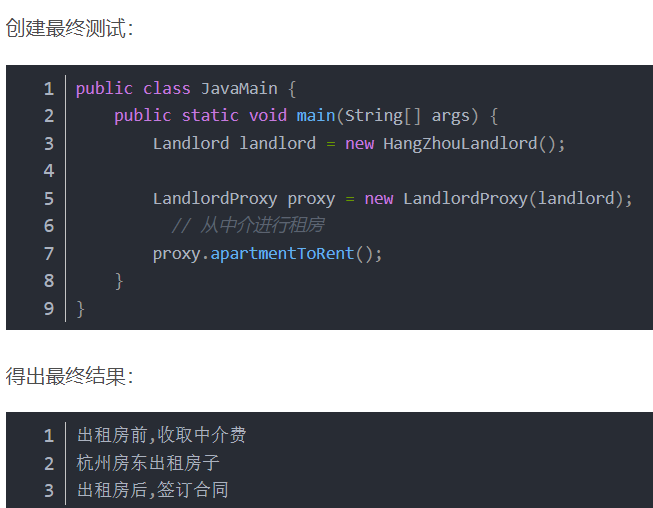 创建最终测试：
1 public class JavaMain {
2     public static void main(String[] args) {
3         Landlord landlord = new HangZhouLandlord();
4
5         LandlordProxy proxy = new LandlordProxy(landlord);
6           // 从中介进行租房
7         proxy.apartmentToRent();
8     }
9 }
得出最终结果：
1 出租房前,收取中介费
2 杭州房东出租房子
3 出租房后,签订合同